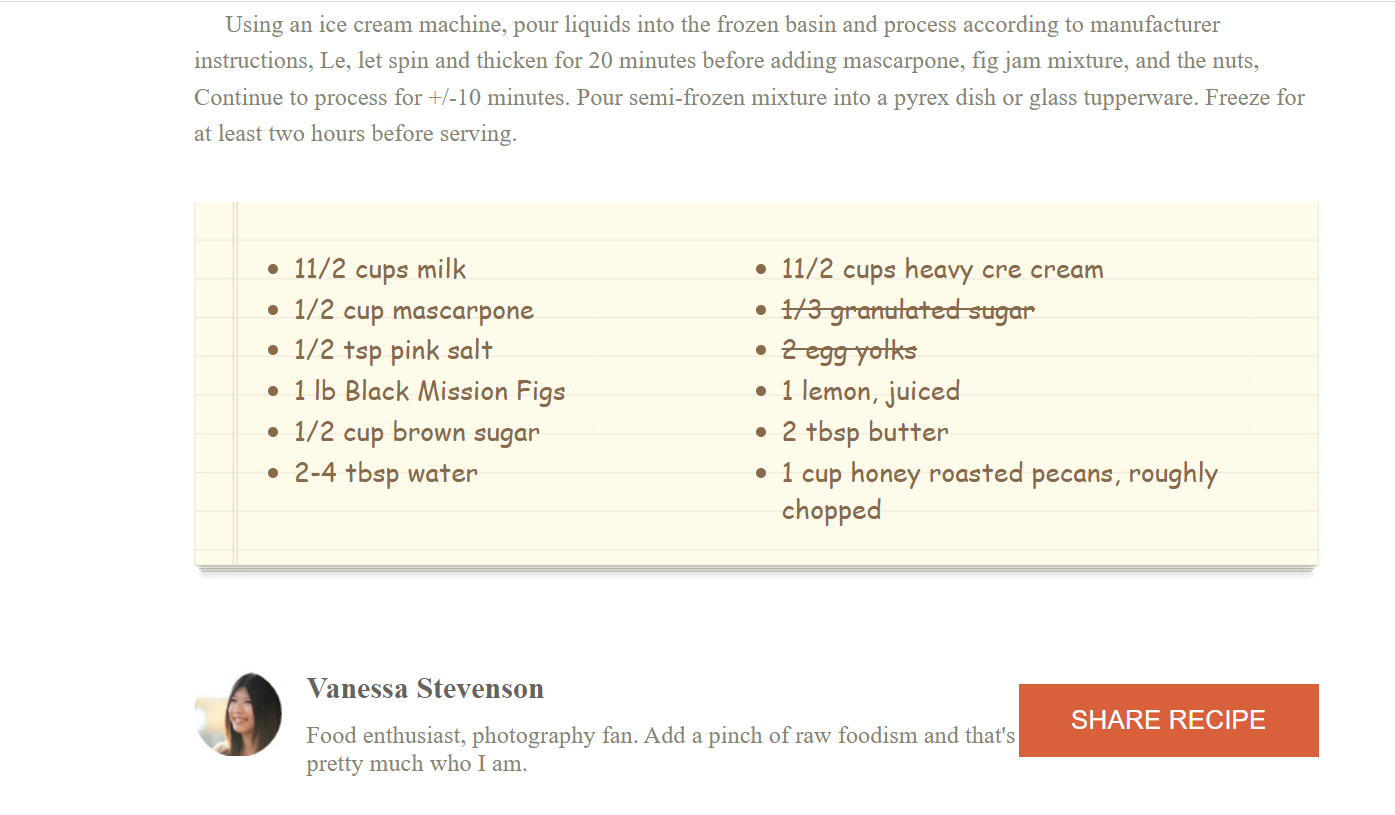 Using an ice cream machine, pour liquids into the frozen basin and process according to manufacturer
instructions, Le, let spin and thicken for 20 minutes before adding mascarpone, fig jam mixture, and the nuts,
Continue to process for +/-10 minutes. Pour semi-frozen mixture into a pyrex dish or glass tupperware. Freeze for
at least two hours before serving.
11/2 cups milk
1/2 cup mascarpone
1/2 tsp pink salt
1 lb Black Mission Figs
1/2 cup brown sugar
2-4 tbsp water
11/2 cups heavy cre cream
1/3 granulated sugar
2 egg yolks
1 lemon, juiced
2 tbsp butter
1 cup honey roasted pecans, roughly
chopped
Vanessa Stevenson
Food enthusiast, photography fan. Add a pinch of raw foodism and that's
pretty much who I am.
SHARE RECIPE